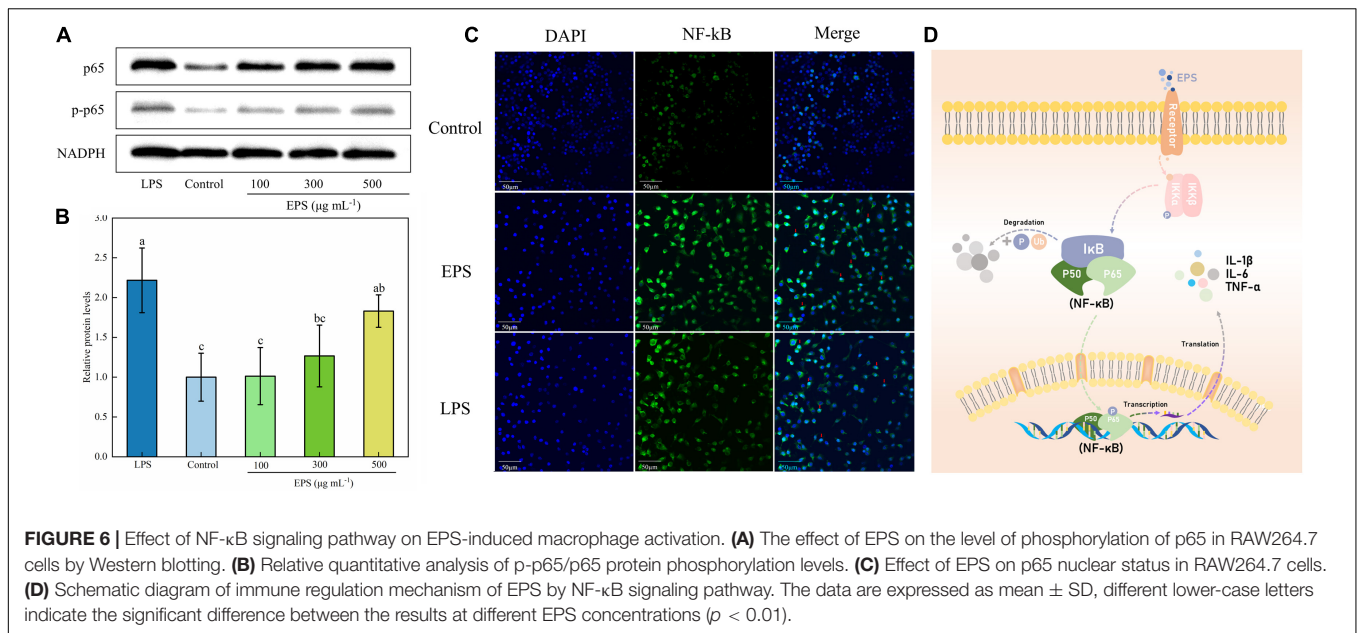 A
p65
p-p65
NADPH
LPS Control 100 300 500
EPS (µg mL⁻¹)
B
Relative protein levels
3.0
2.5
2.0
1.5
1.0
0.5
0.0
a
c
c
bc
ab
LPS Control 100 300 500
EPS (µg mL⁻¹)
C
DAPI NF-kB Merge
Control
50µm 50µm 50µm
EPS
50µm 50µm 50µm
LPS
50µm 50µm 50µm
D
EPS
Receptor
IKKα IKKβ
P
Degradation
+ P Ub
IκB
P50 P65
(NF-κB)
IL-1β
IL-6
TNF-α
Translation
Transcription
P
P50 P65
(NF-κB)
FIGURE 6 | Effect of NF-κB signaling pathway on EPS-induced macrophage activation. (A) The effect of EPS on the level of phosphorylation of p65 in RAW264.7
cells by Western blotting. (B) Relative quantitative analysis of p-p65/p65 protein phosphorylation levels. (C) Effect of EPS on p65 nuclear status in RAW264.7 cells.
(D) Schematic diagram of immune regulation mechanism of EPS by NF-κB signaling pathway. The data are expressed as mean ± SD, different lower-case letters
indicate the significant difference between the results at different EPS concentrations (p < 0.01).